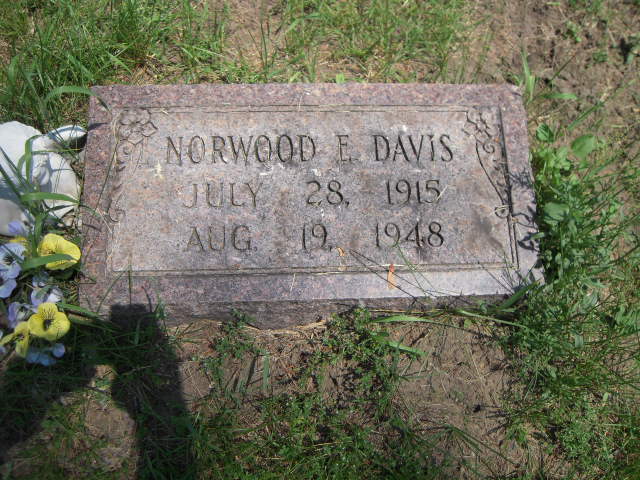 NORWOOD E. DAVIS
JULY 28, 1915
AUG. 19, 1948